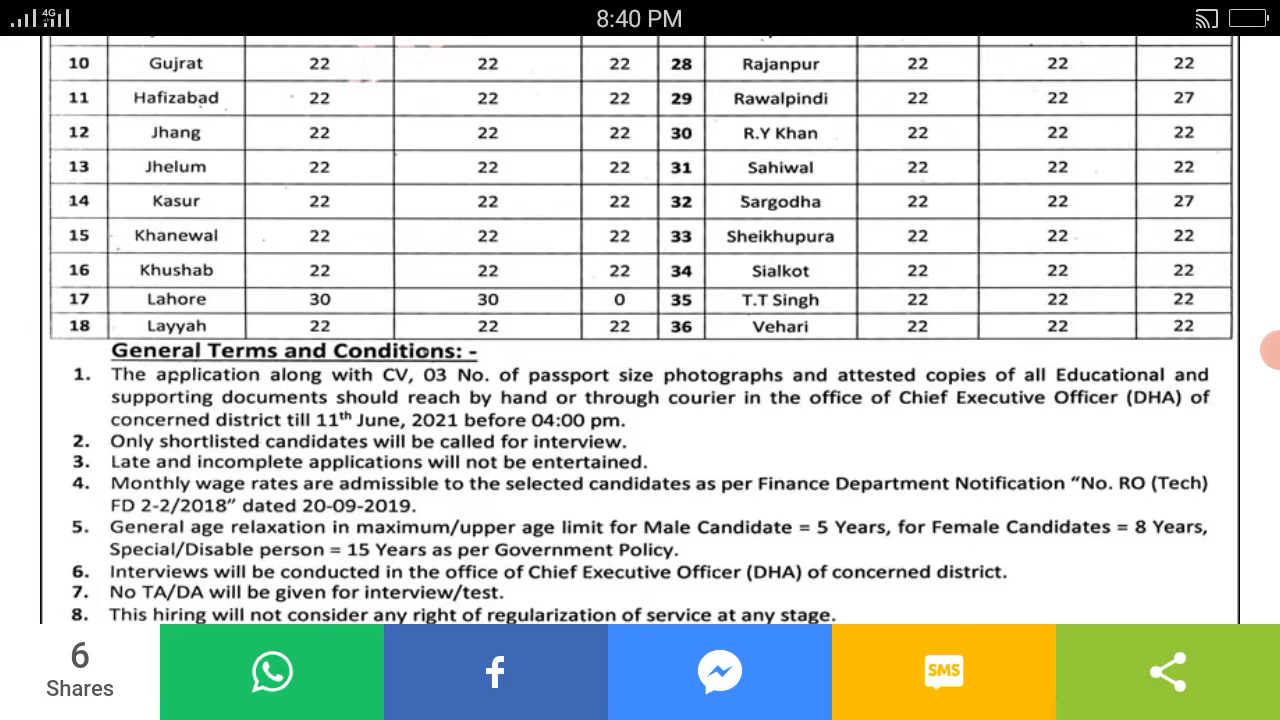 4G 8:40 PM
10 Gujrat 22 22 22 28 Rajanpur 22 22 22
11 Hafizabad 22 22 22 29 Rawalpindi 22 22 27
12 Jhang 22 22 22 30 R.Y Khan 22 22 22
13 Jhelum 22 22 22 31 Sahiwal 22 22 22
14 Kasur 22 22 22 32 Sargodha 22 22 27
15 Khanewal 22 22 22 33 Sheikhupura 22 22 22
16 Khushab 22 22 22 34 Sialkot 22 22 22
17 Lahore 30 30 0 35 T.T Singh 22 22 22
18 Layyah 22 22 22 36 Vehari 22 22 22
General Terms and Conditions: -
1. The application along with CV, 03 No. of passport size photographs and attested copies of all Educational and
supporting documents should reach by hand or through courier in the office of Chief Executive Officer (DHA) of
concerned district till 11th June, 2021 before 04:00 pm.
2. Only shortlisted candidates will be called for interview.
3. Late and incomplete applications will not be entertained.
4. Monthly wage rates are admissible to the selected candidates as per Finance Department Notification “No. RO (Tech)
FD 2-2/2018” dated 20-09-2019.
5. General age relaxation in maximum/upper age limit for Male Candidate = 5 Years, for Female Candidates = 8 Years,
Special/Disable person = 15 Years as per Government Policy.
6. Interviews will be conducted in the office of Chief Executive Officer (DHA) of concerned district.
7. No TA/DA will be given for interview/test.
8. This hiring will not consider any right of regularization of service at any stage.
6
Shares
SMS